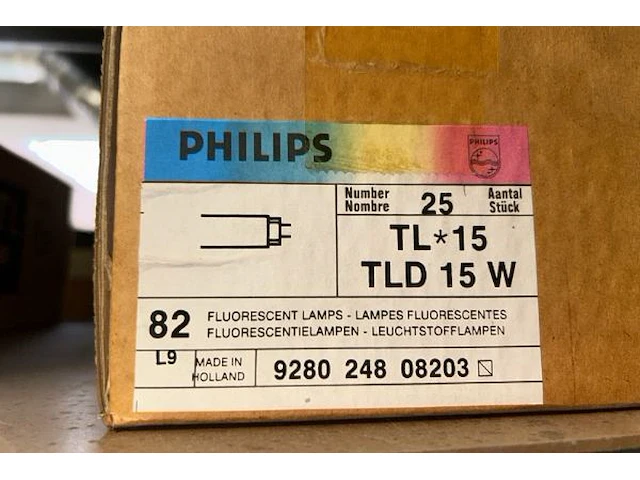 PHILIPS
Number 25 Aantal
Nombre Stück
TL*15
TLD 15 W
82 FLUORESCENT LAMPS - LAMPES FLUORESCENTES
FLUORESCENTIELAMPEN - LEUCHTSTOFFLAMPEN
L9 MADE IN
HOLLAND
9280 248 08203